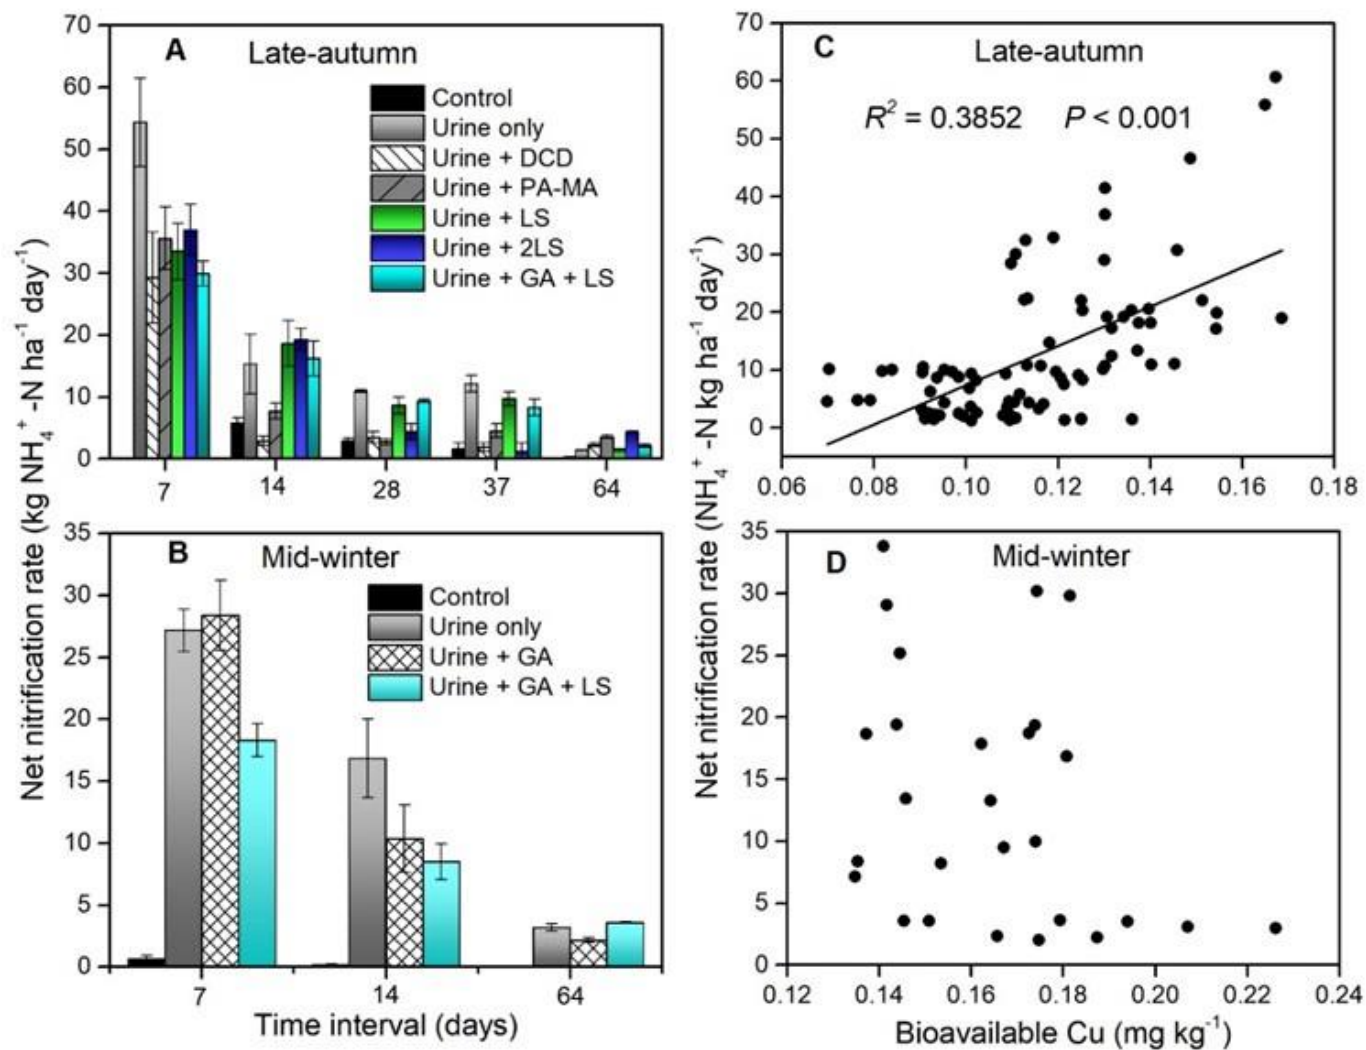 A
Late-autumn
Control
Urine only
Urine + DCD
Urine + PA-MA
Urine + LS
Urine + 2LS
Urine + GA + LS
70
60
50
40
30
20
10
0
7
14
28
37
64
B
Mid-winter
Control
Urine only
Urine + GA
Urine + GA + LS
35
30
25
20
15
10
5
0
7
14
64
Time interval (days)
Net nitrification rate (kg NH₄⁺ -N ha⁻¹ day⁻¹)
C
Late-autumn
R² = 0.3852 P < 0.001
70
60
50
40
30
20
10
0
0.06
0.08
0.10
0.12
0.14
0.16
0.18
D
Mid-winter
35
30
25
20
15
10
5
0
0.12
0.14
0.16
0.18
0.20
0.22
0.24
Bioavailable Cu (mg kg⁻¹)
Net nitrification rate (NH₄⁺ -N kg ha⁻¹ day⁻¹)